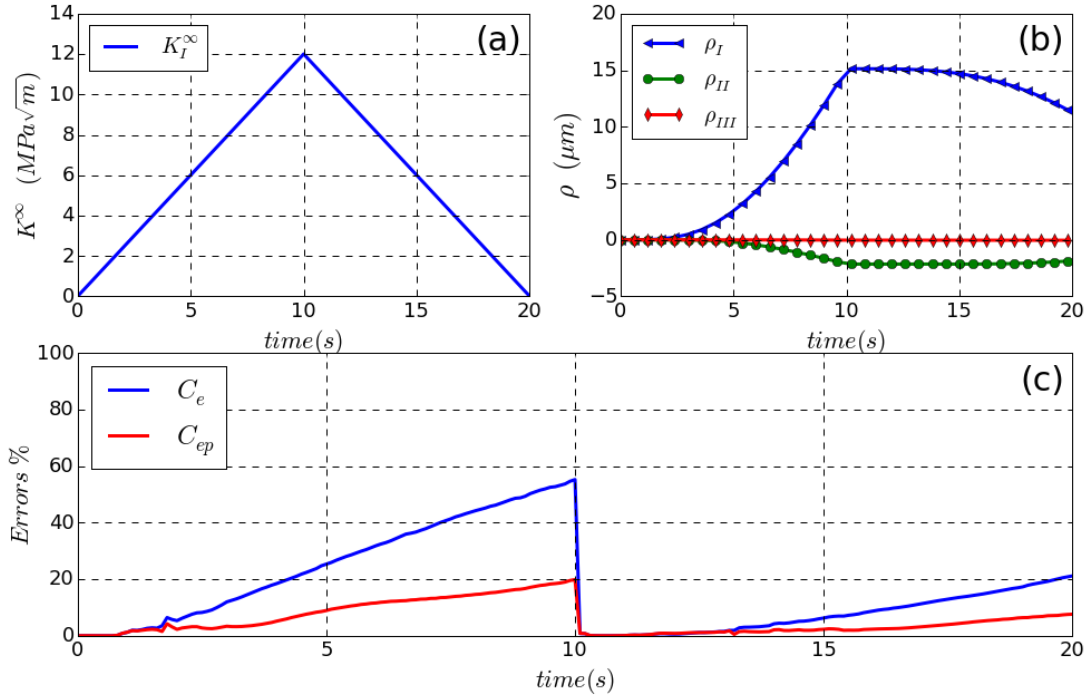 14
12
10
8
6
4
2
0
K^∞ (MPa√m)
K_I^∞
(a)
0 5 10 15 20
time(s)
20
15
10
5
0
−5
ρ (μm)
ρ_I
ρ_II
ρ_III
(b)
0 5 10 15 20
time(s)
100
80
60
40
20
0
Errors %
C_e
C_ep
(c)
0 5 10 15 20
time(s)